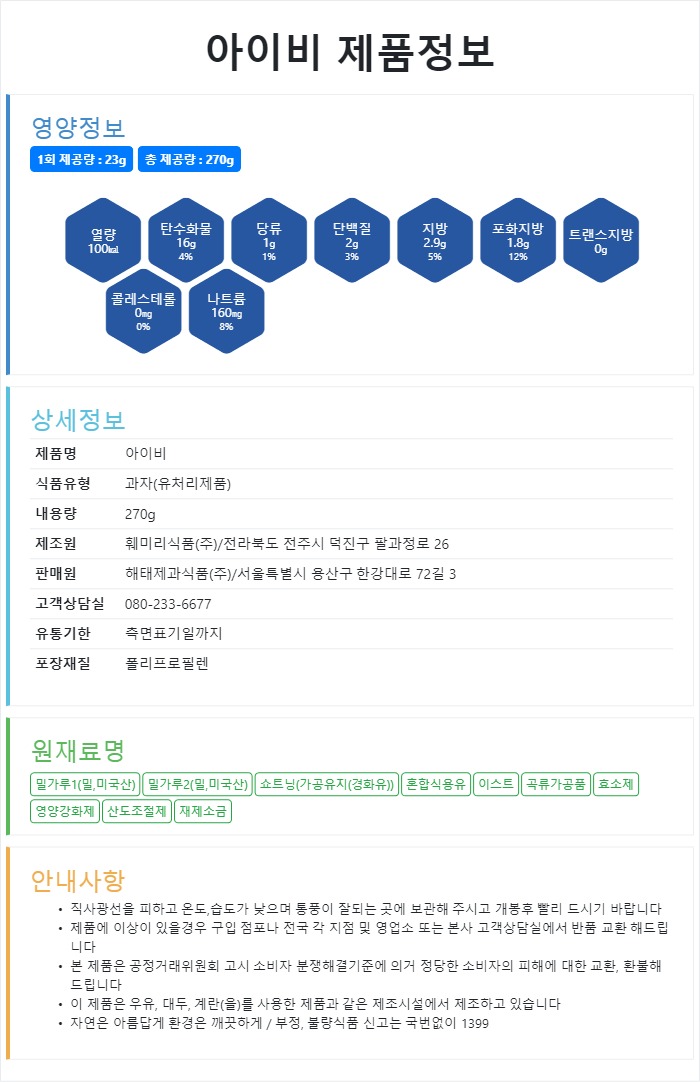 아이비 제품정보
영양정보
1회 제공량 : 23g 총 제공량 : 270g
열량
100㎉
탄수화물
16g
4%
당류
1g
1%
단백질
2g
3%
지방
2.9g
5%
포화지방
1.8g
12%
트랜스지방
0g
콜레스테롤
0㎎
0%
나트륨
160㎎
8%
상세정보
제품명 아이비
식품유형 과자(유처리제품)
내용량 270g
제조원 훼미리식품(주)/전라북도 전주시 덕진구 팔과정로 26
판매원 해태제과식품(주)/서울특별시 용산구 한강대로 72길 3
고객상담실 080-233-6677
유통기한 측면표기일까지
포장재질 폴리프로필렌
원재료명
밀가루1(밀,미국산) 밀가루2(밀,미국산) 쇼트닝(가공유지(경화유)) 혼합식용유 이스트 곡류가공품 효소제
영양강화제 산도조절제 재제소금
안내사항
• 직사광선을 피하고 온도,습도가 낮으며 통풍이 잘되는 곳에 보관해 주시고 개봉후 빨리 드시기 바랍니다
• 제품에 이상이 있을경우 구입 점포나 전국 각 지점 및 영업소 또는 본사 고객상담실에서 반품 교환 해드립
니다
• 본 제품은 공정거래위원회 고시 소비자 분쟁해결기준에 의거 정당한 소비자의 피해에 대한 교환, 환불해
드립니다
• 이 제품은 우유, 대두, 계란(을)를 사용한 제품과 같은 제조시설에서 제조하고 있습니다
• 자연은 아름답게 환경은 깨끗하게 / 부정, 불량식품 신고는 국번없이 1399